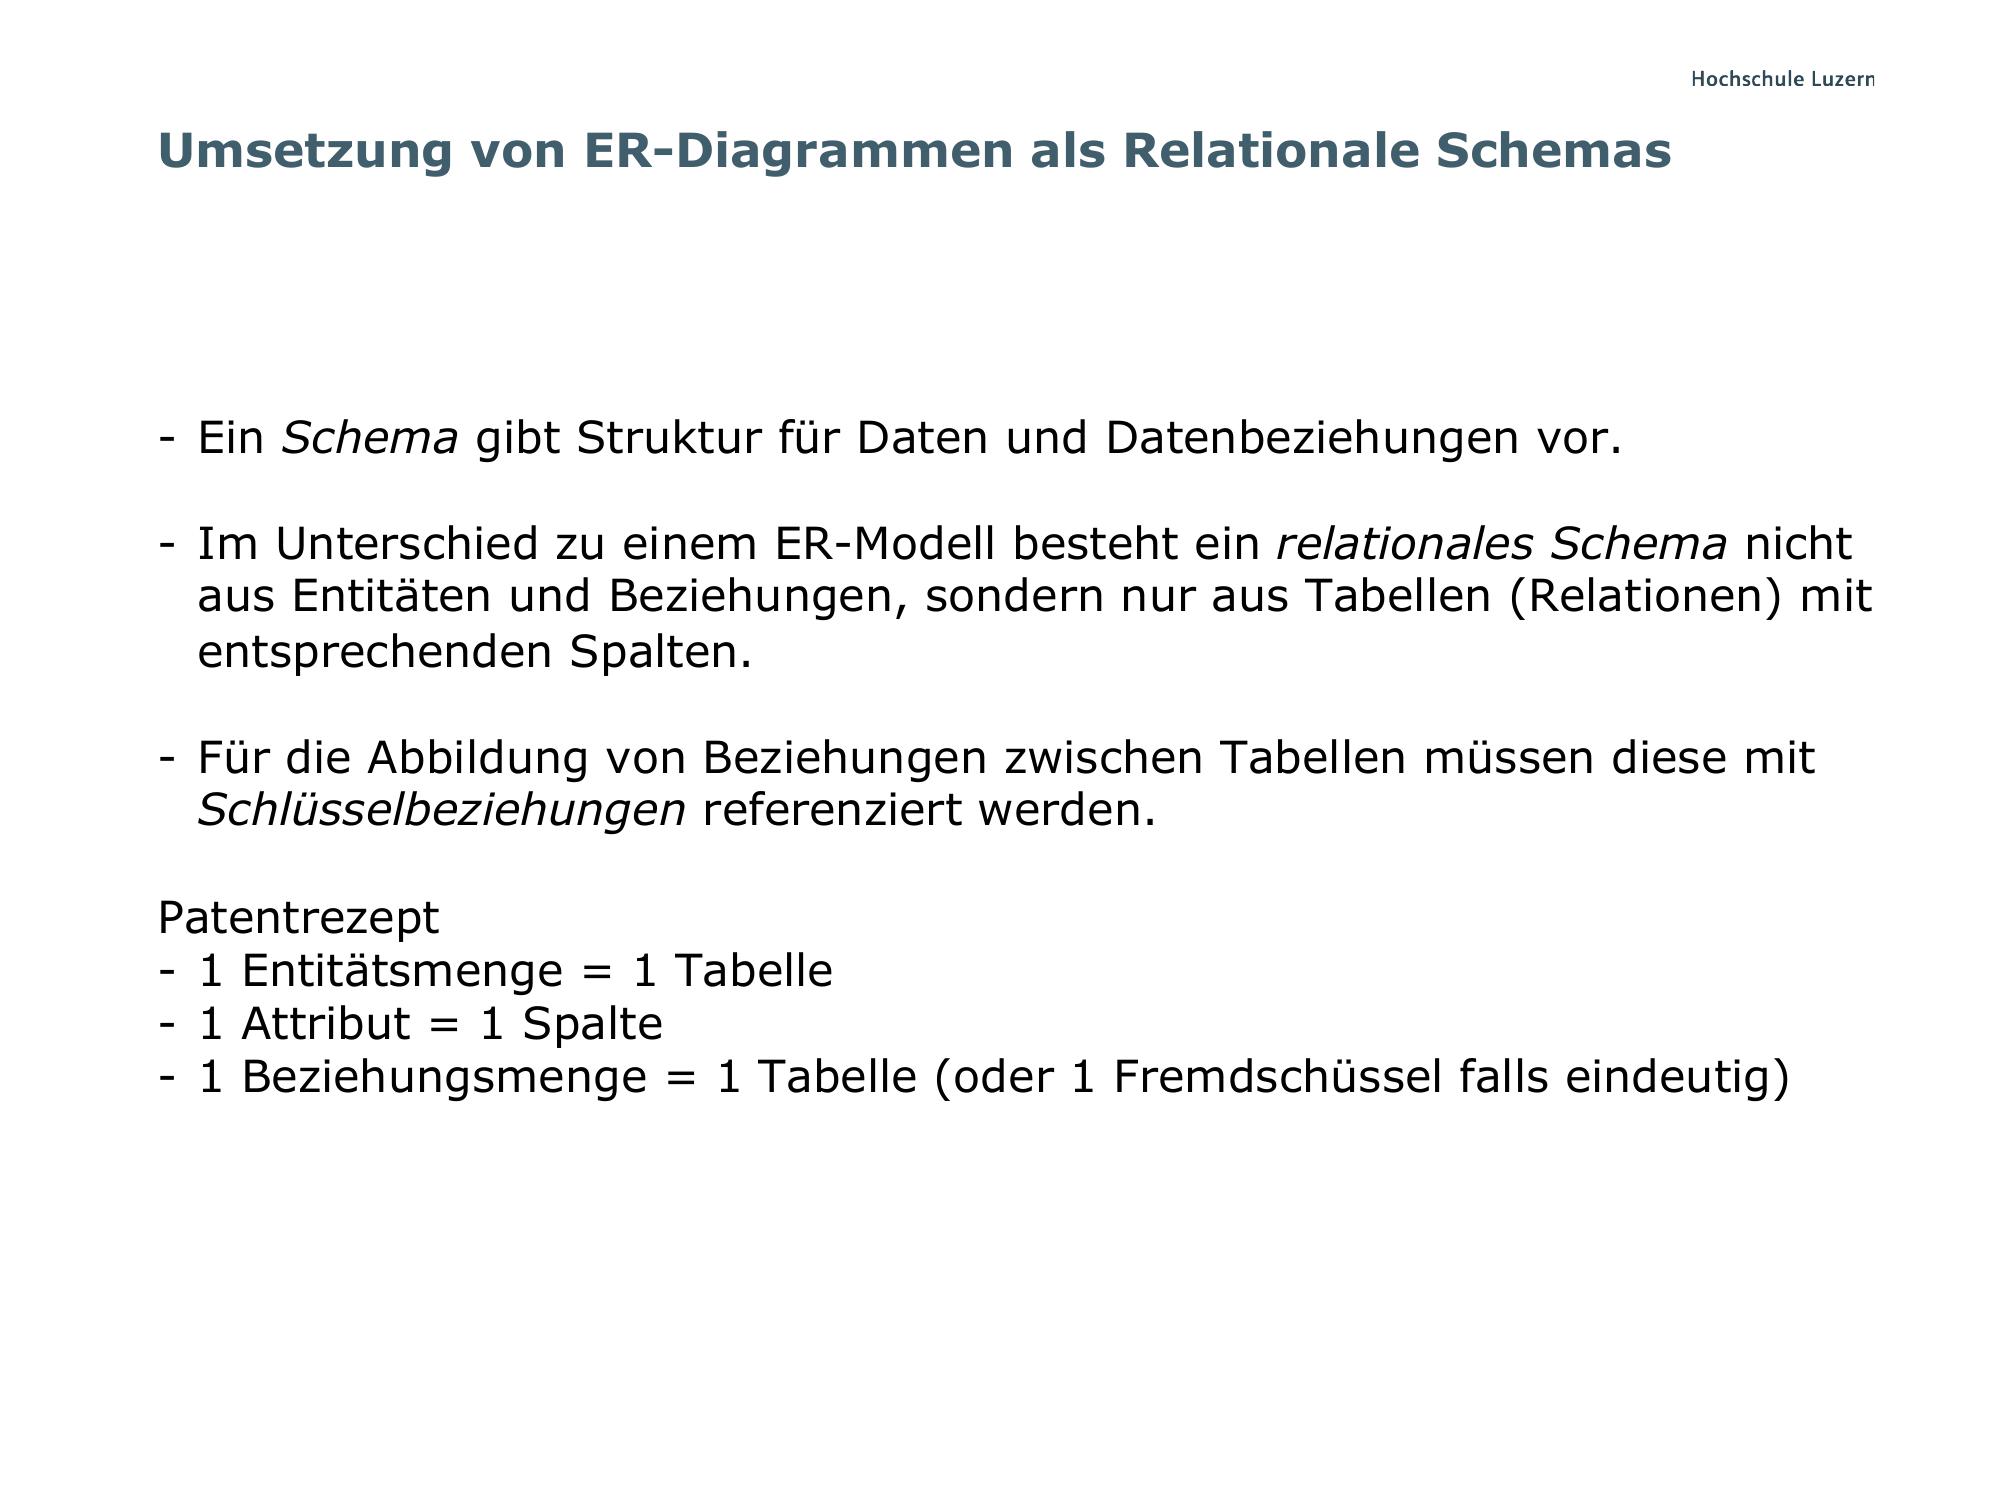 Hochschule Luzern
Umsetzung von ER-Diagrammen als Relationale Schemas
- Ein Schema gibt Struktur für Daten und Datenbeziehungen vor.
- Im Unterschied zu einem ER-Modell besteht ein relationales Schema nicht
aus Entitäten und Beziehungen, sondern nur aus Tabellen (Relationen) mit
entsprechenden Spalten.
- Für die Abbildung von Beziehungen zwischen Tabellen müssen diese mit
Schlüsselbeziehungen referenziert werden.
Patentrezept
- 1 Entitätsmenge = 1 Tabelle
- 1 Attribut = 1 Spalte
- 1 Beziehungsmenge = 1 Tabelle (oder 1 Fremdschüssel falls eindeutig)